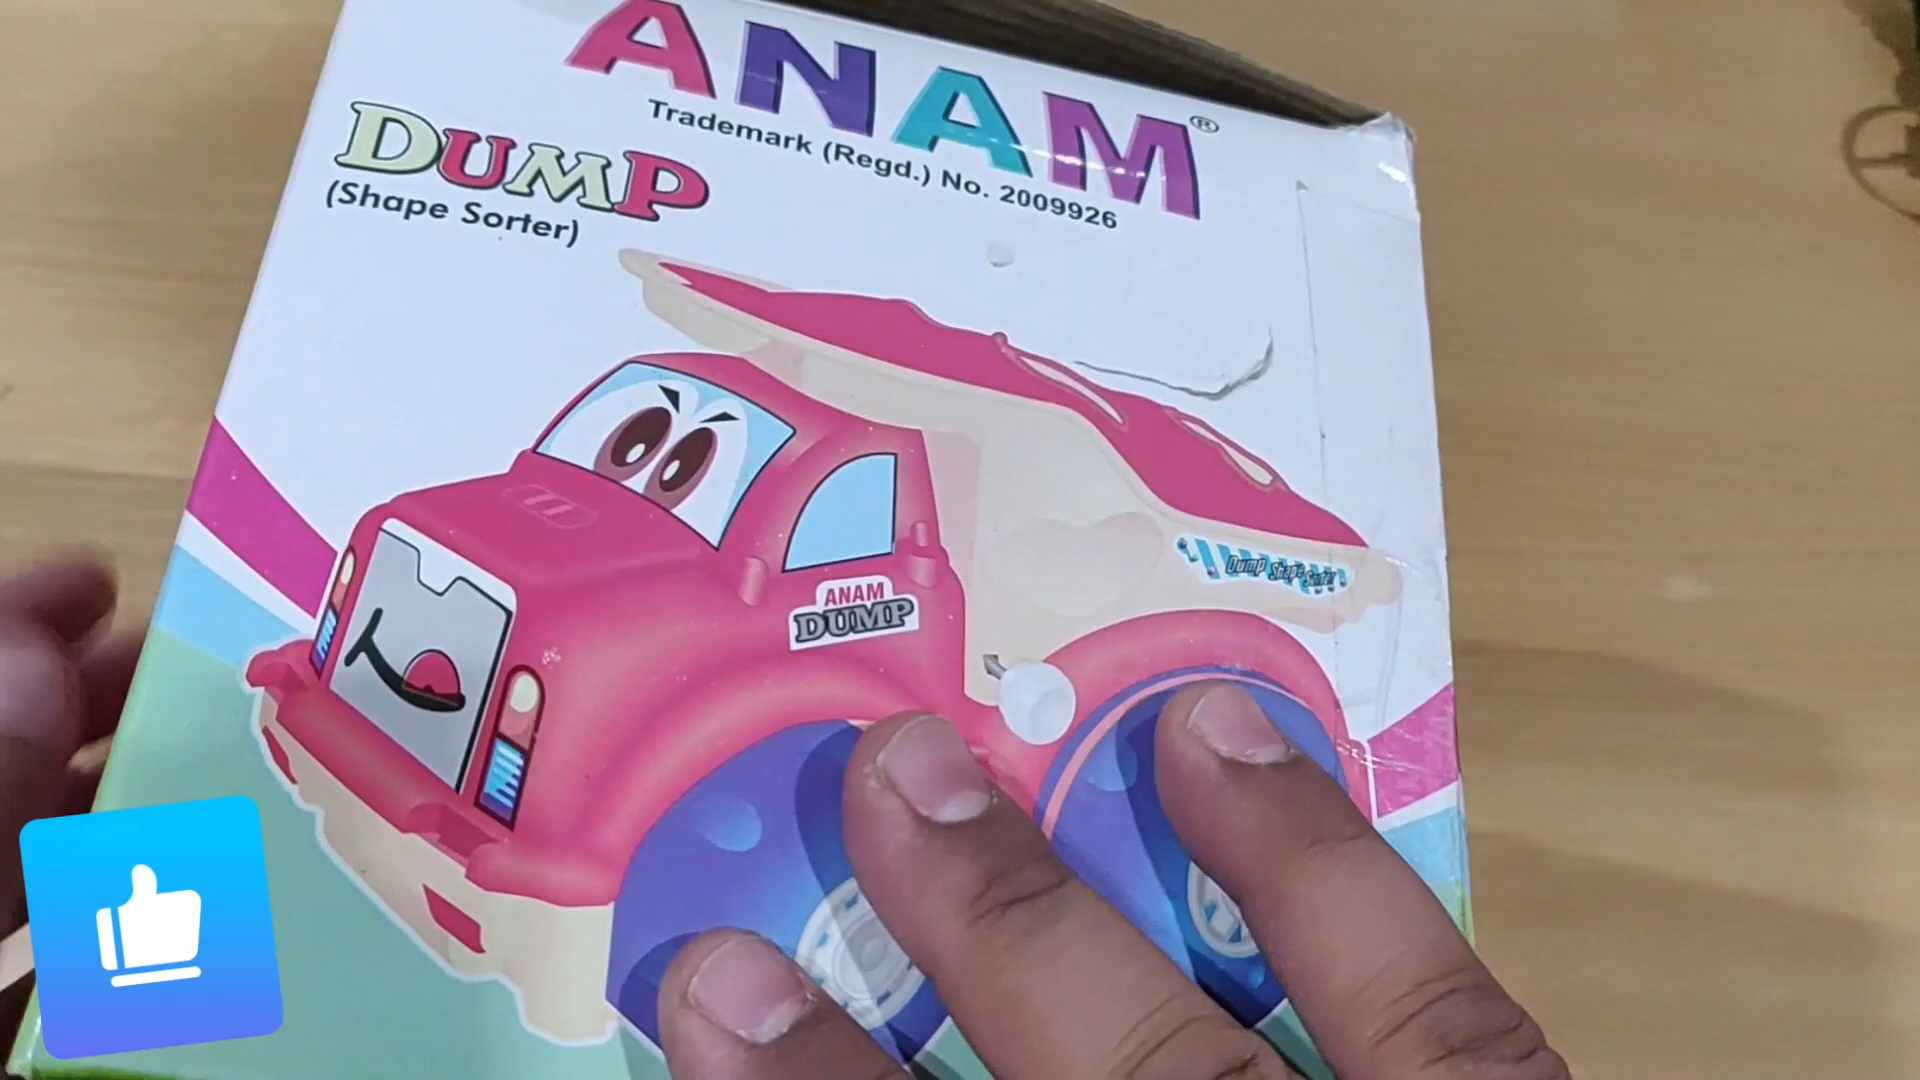 ANAM®
Trademark (Regd.) No. 2009926
DUMP
(Shape Sorter)
ANAM
DUMP
Dump Shape Sorter